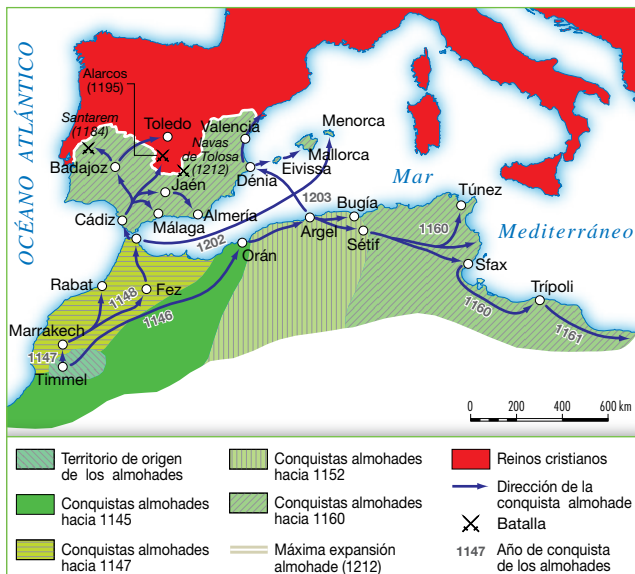 OCÉANO ATLÁNTICO
Alarcos
(1195)
Santarem
(1184)
Toledo
Valencia
Navas
de Tolosa
(1212)
Menorca
Mallorca
Eivissa
Badajoz
Jaén
Dénia
Mar
Mediterráneo
Cádiz
Málaga
Almería
1203
Bugía
Túnez
1202
Argel
Sétif
1160
Orán
Sfax
Rabat
1148
Fez
1146
1160
Trípoli
1161
Marrakech
1147
Timmel
0 200 400 600 km
Territorio de origen
de los almohades
Conquistas almohades
hacia 1145
Conquistas almohades
hacia 1147
Conquistas almohades
hacia 1152
Conquistas almohades
hacia 1160
Máxima expansión
almohade (1212)
Reinos cristianos
Dirección de la
conquista almohade
Batalla
1147 Año de conquista
de los almohades